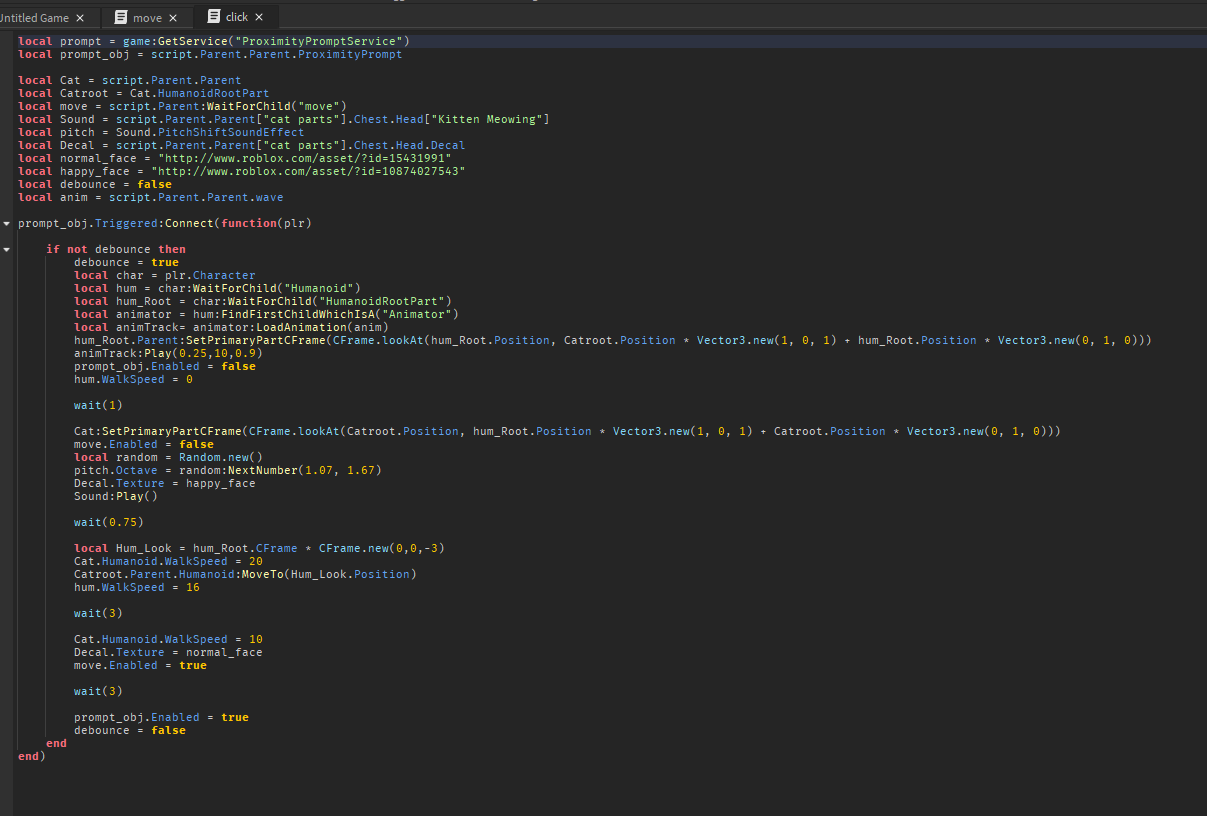 Untitled Game ×
move ×
click ×
local prompt = game:GetService("ProximityPromptService")
local prompt_obj = script.Parent.Parent.ProximityPrompt
local Cat = script.Parent.Parent
local Catroot = Cat.HumanoidRootPart
local move = script.Parent:WaitForChild("move")
local Sound = script.Parent.Parent["cat parts"].Chest.Head["Kitten Meowing"]
local pitch = Sound.PitchShiftSoundEffect
local Decal = script.Parent.Parent["cat parts"].Chest.Head.Decal
local normal_face = "http://www.roblox.com/asset/?id=15431991"
local happy_face = "http://www.roblox.com/asset/?id=10874027543"
local debounce = false
local anim = script.Parent.Parent.wave
prompt_obj.Triggered:Connect(function(plr)
if not debounce then
debounce = true
local char = plr.Character
local hum = char:WaitForChild("Humanoid")
local hum_Root = char:WaitForChild("HumanoidRootPart")
local animator = hum:FindFirstChildWhichIsA("Animator")
local animTrack= animator:LoadAnimation(anim)
hum_Root.Parent:SetPrimaryPartCFrame(CFrame.lookAt(hum_Root.Position, Catroot.Position * Vector3.new(1, 0, 1) + hum_Root.Position * Vector3.new(0, 1, 0)))
animTrack:Play(0.25,10,0.9)
prompt_obj.Enabled = false
hum.WalkSpeed = 0
wait(1)
Cat:SetPrimaryPartCFrame(CFrame.lookAt(Catroot.Position, hum_Root.Position * Vector3.new(1, 0, 1) + Catroot.Position * Vector3.new(0, 1, 0)))
move.Enabled = false
local random = Random.new()
pitch.Octave = random:NextNumber(1.07, 1.67)
Decal.Texture = happy_face
Sound:Play()
wait(0.75)
local Hum_Look = hum_Root.CFrame * CFrame.new(0,0,-3)
Cat.Humanoid.WalkSpeed = 20
Catroot.Parent.Humanoid:MoveTo(Hum_Look.Position)
hum.WalkSpeed = 16
wait(3)
Cat.Humanoid.WalkSpeed = 10
Decal.Texture = normal_face
move.Enabled = true
wait(3)
prompt_obj.Enabled = true
debounce = false
end
end)